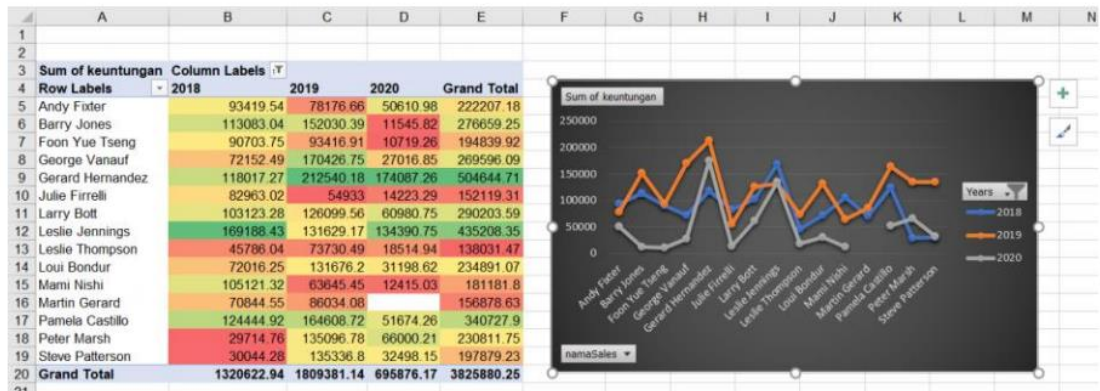 A B C D E F G H I J K L M N
1
2
3 Sum of keuntungan Column Labels
4 Row Labels 2018 2019 2020 Grand Total
5 Andy Fixter 93419.54 78176.66 50610.98 222207.18
6 Barry Jones 113083.04 152030.39 11545.82 276659.25
7 Foon Yue Tseng 90703.75 93416.91 10719.26 194839.92
8 George Vanauf 72152.49 170426.75 27016.85 269596.09
9 Gerard Hernandez 118017.27 212540.18 174087.26 504644.71
10 Julie Firrelli 82963.02 54933 14223.29 152119.31
11 Larry Bott 103123.28 126099.56 60980.75 290203.59
12 Leslie Jennings 169188.43 131629.17 134390.75 435208.35
13 Leslie Thompson 45786.04 73730.49 18514.94 138031.47
14 Loui Bondur 72016.25 131676.2 31198.62 234891.07
15 Mami Nishi 105121.32 63645.45 12415.03 181181.8
16 Martin Gerard 70844.55 86034.08 156878.63
17 Pamela Castillo 124444.92 164608.72 51674.26 340727.9
18 Peter Marsh 29714.76 135096.78 66000.21 230811.75
19 Steve Patterson 30044.28 135336.8 32498.15 197879.23
20 Grand Total 1320622.94 1809381.14 695876.17 3825880.25
Sum of keuntungan
250000
200000
150000
100000
50000
0
Andy Fixter
Barry Jones
Foon Yue Tseng
George Vanauf
Gerard Hernandez
Julie Firrelli
Larry Bott
Leslie Jennings
Leslie Thompson
Loui Bondur
Mami Nishi
Martin Gerard
Pamela Castillo
Peter Marsh
Steve Patterson
Years
2018
2019
2020
namaSales